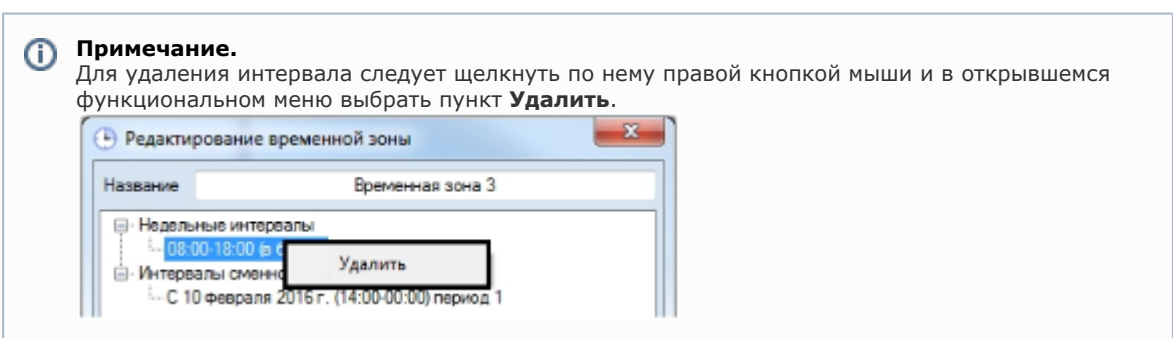 Примечание.
Для удаления интервала следует щелкнуть по нему правой кнопкой мыши и в открывшемся
функциональном меню выбрать пункт Удалить.
Редактирование временной зоны
Название Временная зона 3
Недельные интервалы
08:00-18:00 (в
Удалить
Интервалы сменно
С 10 февраля 2016 г. (14:00-00:00) период 1